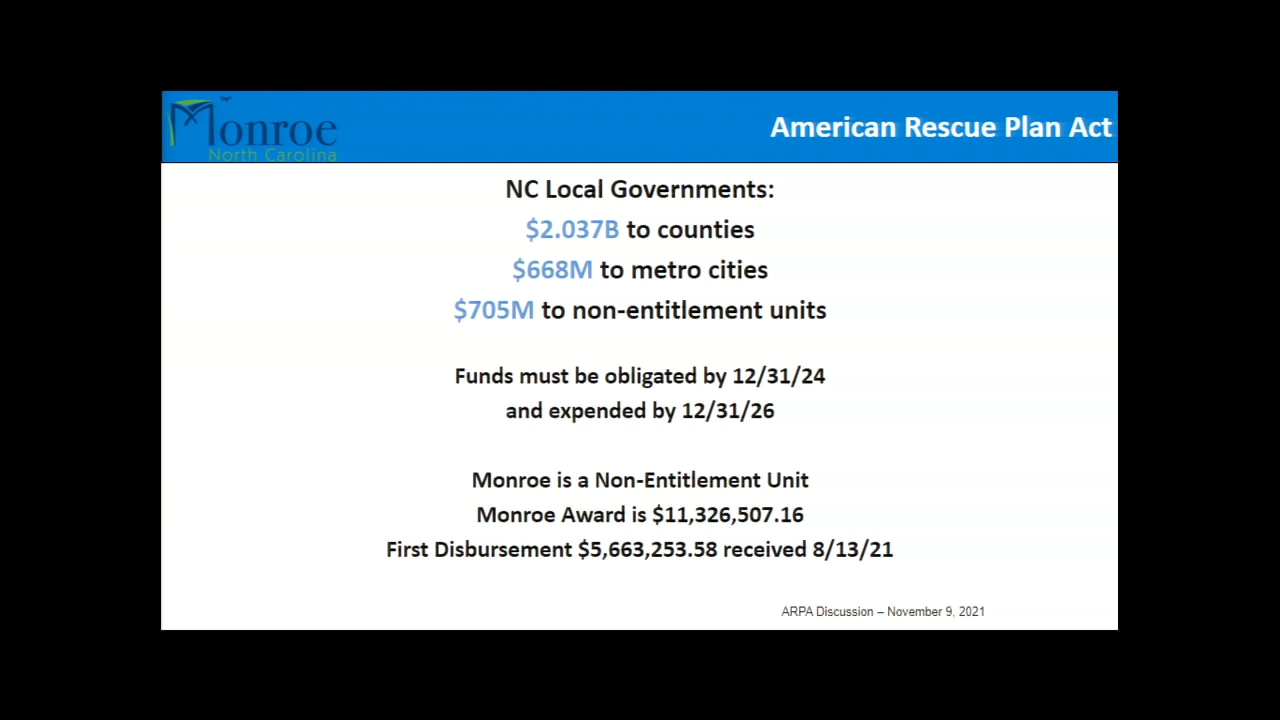 Monroe
North Carolina
American Rescue Plan Act
NC Local Governments:
$2.037B to counties
$668M to metro cities
$705M to non-entitlement units
Funds must be obligated by 12/31/24
and expended by 12/31/26
Monroe is a Non-Entitlement Unit
Monroe Award is $11,326,507.16
First Disbursement $5,663,253.58 received 8/13/21
ARPA Discussion – November 9, 2021